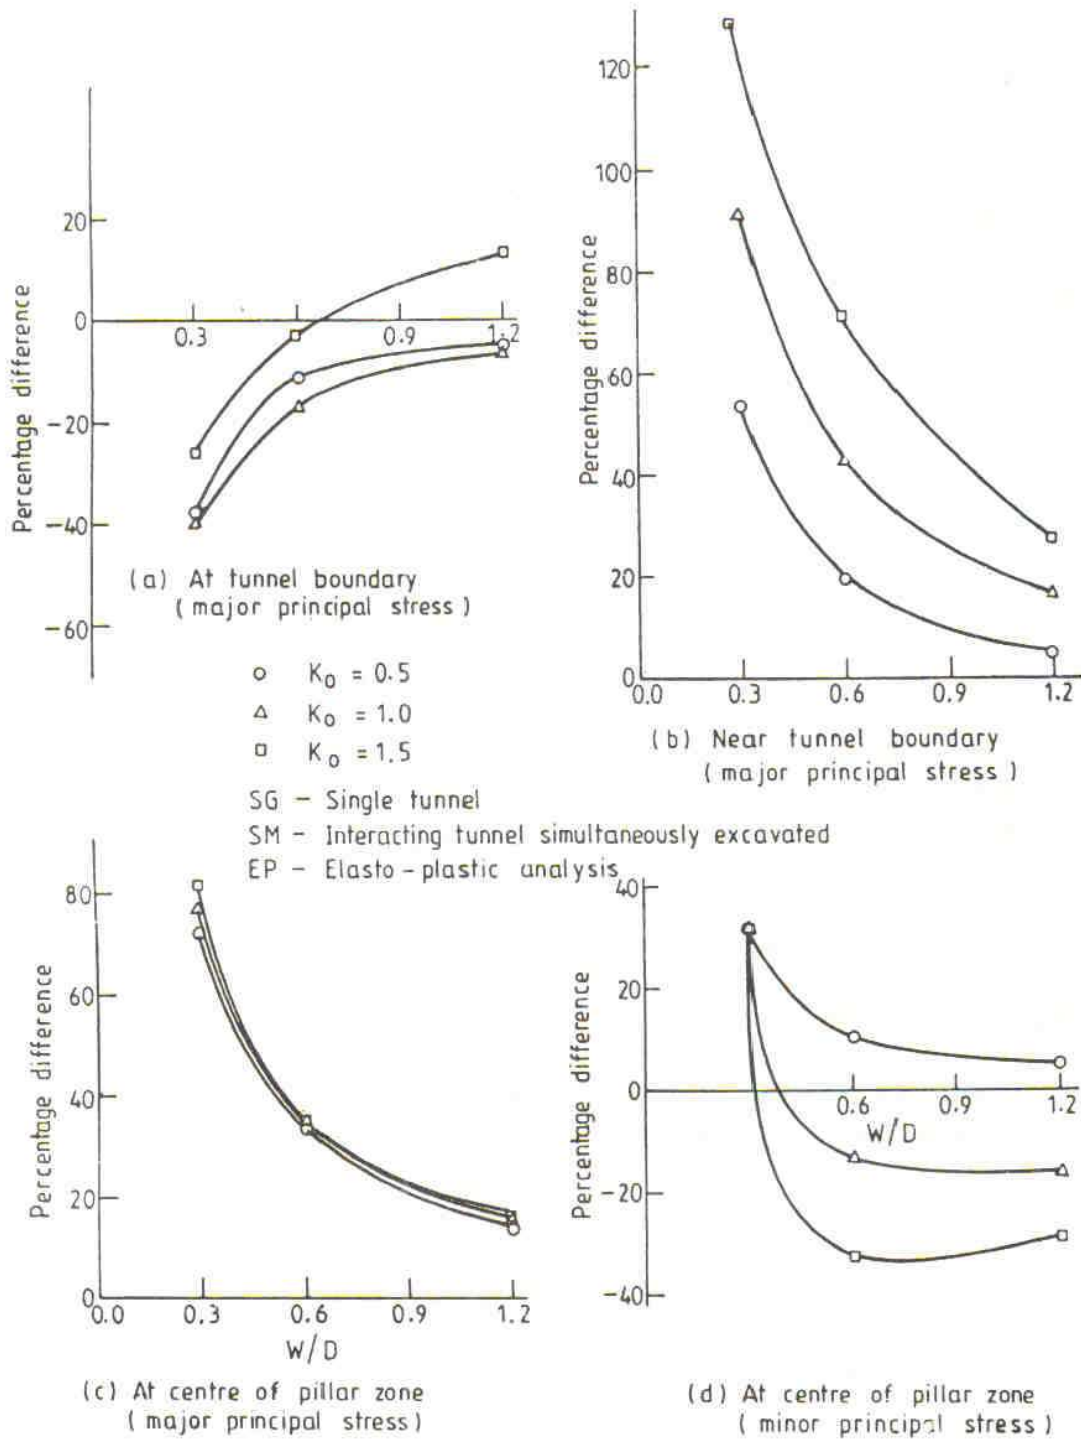 20
0
-20
-40
-60
0.3
0.9
1.2
Percentage difference
(a) At tunnel boundary
(major principal stress)
120
100
80
60
40
20
0
0.0
0.3
0.6
0.9
1.2
Percentage difference
(b) Near tunnel boundary
(major principal stress)
K0 = 0.5
K0 = 1.0
K0 = 1.5
SG - Single tunnel
SM - Interacting tunnel simultaneously excavated
EP - Elasto-plastic analysis
80
60
40
20
0
0.0
0.3
0.6
0.9
1.2
Percentage difference
W/D
(c) At centre of pillar zone
(major principal stress)
40
20
0
-20
-40
0.6
0.9
1.2
W/D
Percentage difference
(d) At centre of pillar zone
(minor principal stress)